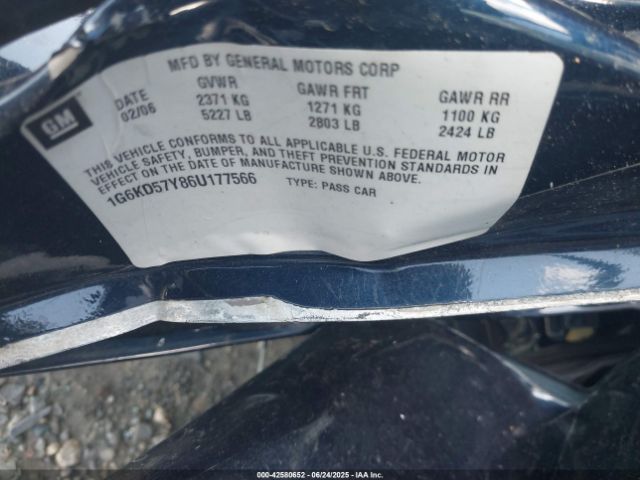 MFD BY GENERAL MOTORS CORP
GM
DATE GVWR GAWR FRT GAWR RR
02/06 2371 KG 1271 KG 1100 KG
5227 LB 2803 LB 2424 LB
THIS VEHICLE CONFORMS TO ALL APPLICABLE U.S. FEDERAL MOTOR
VEHICLE SAFETY, BUMPER, AND THEFT PREVENTION STANDARDS IN
EFFECT ON THE DATE OF MANUFACTURE SHOWN ABOVE.
1G6KD57Y86U177566 TYPE: PASS CAR
000-42580652 - 06/24/2025 - IAAI.COM